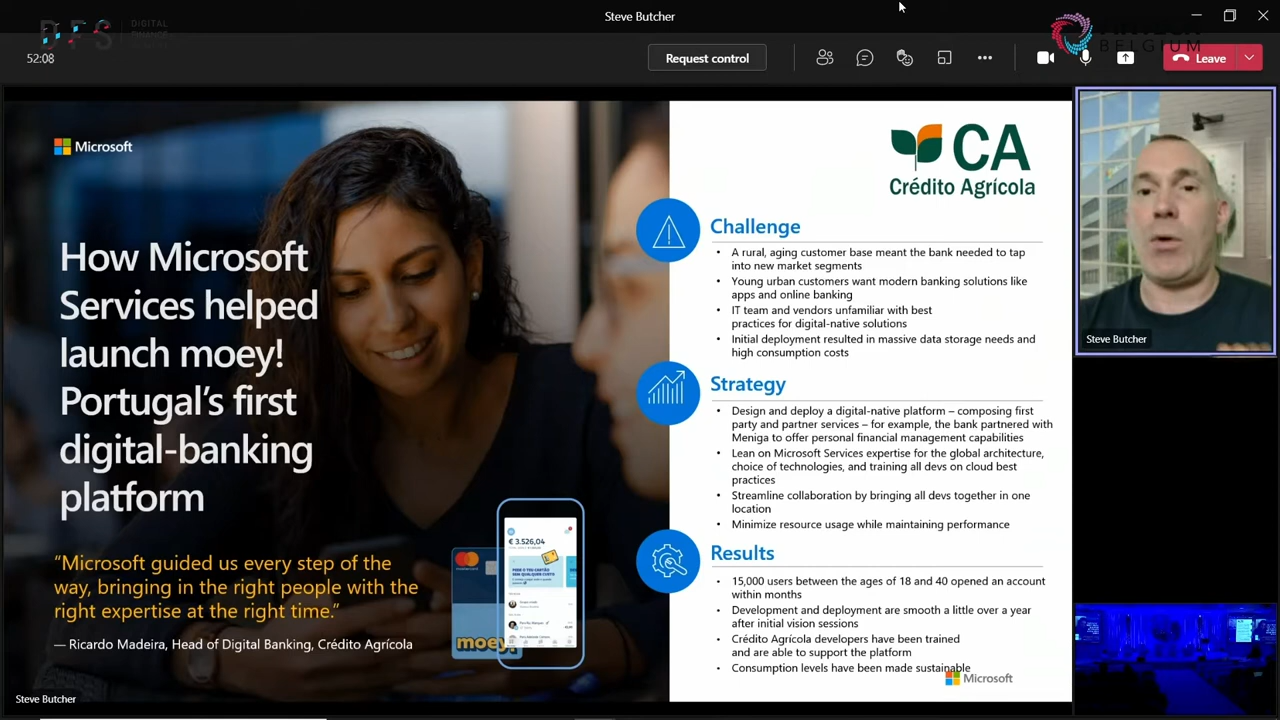 Steve Butcher
DFS
DIGITAL
FINANCE
BELGIUM
52:08
Request control
Leave
Microsoft
How Microsoft
Services helped
launch moey!
Portugal's first
digital-banking
platform
"Microsoft guided us every step of the
way, bringing in the right people with the
right expertise at the right time."
— Ricardo Madeira, Head of Digital Banking, Crédito Agrícola
€ 3.526,04
moey!
CA
Crédito Agrícola
Challenge
• A rural, aging customer base meant the bank needed to tap
into new market segments
• Young urban customers want modern banking solutions like
apps and online banking
• IT team and vendors unfamiliar with best
practices for digital-native solutions
• Initial deployment resulted in massive data storage needs and
high consumption costs
Strategy
• Design and deploy a digital-native platform – composing first
party and partner services – for example, the bank partnered with
Meniga to offer personal financial management capabilities
• Lean on Microsoft Services expertise for the global architecture,
choice of technologies, and training all devs on cloud best
practices
• Streamline collaboration by bringing all devs together in one
location
• Minimize resource usage while maintaining performance
Results
• 15,000 users between the ages of 18 and 40 opened an account
within months
• Development and deployment are smooth a little over a year
after initial vision sessions
• Crédito Agrícola developers have been trained
and are able to support the platform
• Consumption levels have been made sustainable
Microsoft
Steve Butcher
Steve Butcher